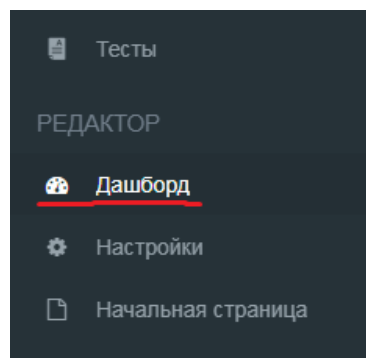 Тесты
РЕДАКТОР
Дашборд
Настройки
Начальная страница